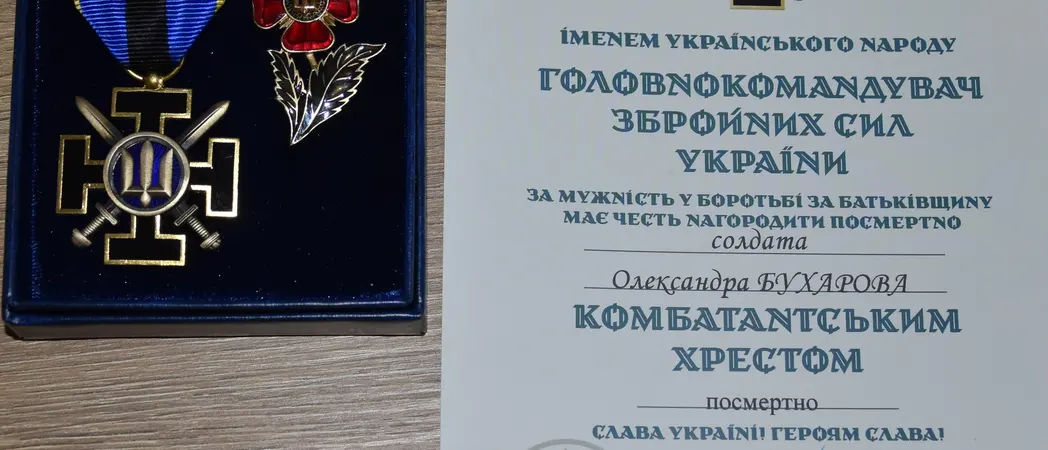 ІМЕНЕМ УКРАЇНСЬКОГО НАРОДУ
ГОЛОВНОКОМАНДУВАЧ
ЗБРОЙНИХ СИЛ
УКРАЇНИ
ЗА МУЖНІСТЬ У БОРОТЬБІ ЗА БАТЬКІВЩИНУ
МАЄ ЧЕСТЬ НАГОРОДИТИ ПОСМЕРТНО
солдата
Олександра БУХАРОВА
КОМБАТАНТСЬКИМ
ХРЕСТОМ
посмертно
СЛАВА УКРАЇНІ! ГЕРОЯМ СЛАВА!